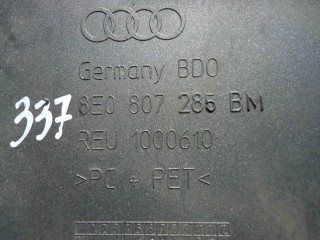 Germany BDO
8E0 807 285 BM
337
REU 1000610
>PC + PET<